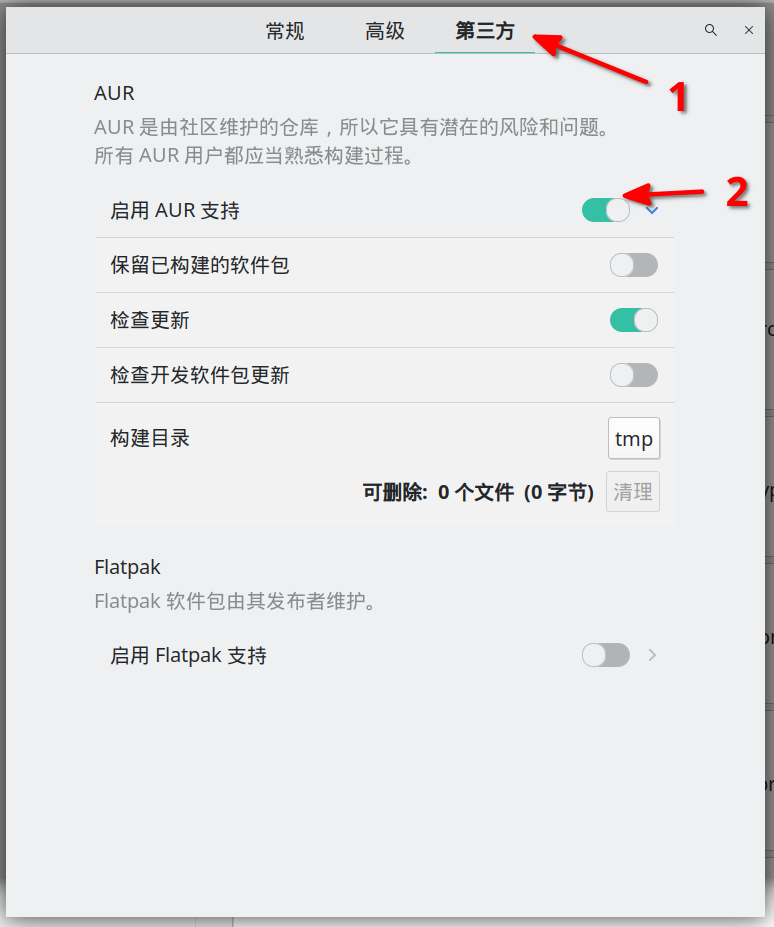 常规 高级 第三方
1
AUR
AUR 是由社区维护的仓库，所以它具有潜在的风险和问题。
所有 AUR 用户都应当熟悉构建过程。
2
启用 AUR 支持
保留已构建的软件包
检查更新
检查开发软件包更新
构建目录 tmp
可删除: 0 个文件 (0 字节) 清理
Flatpak
Flatpak 软件包由其发布者维护。
启用 Flatpak 支持